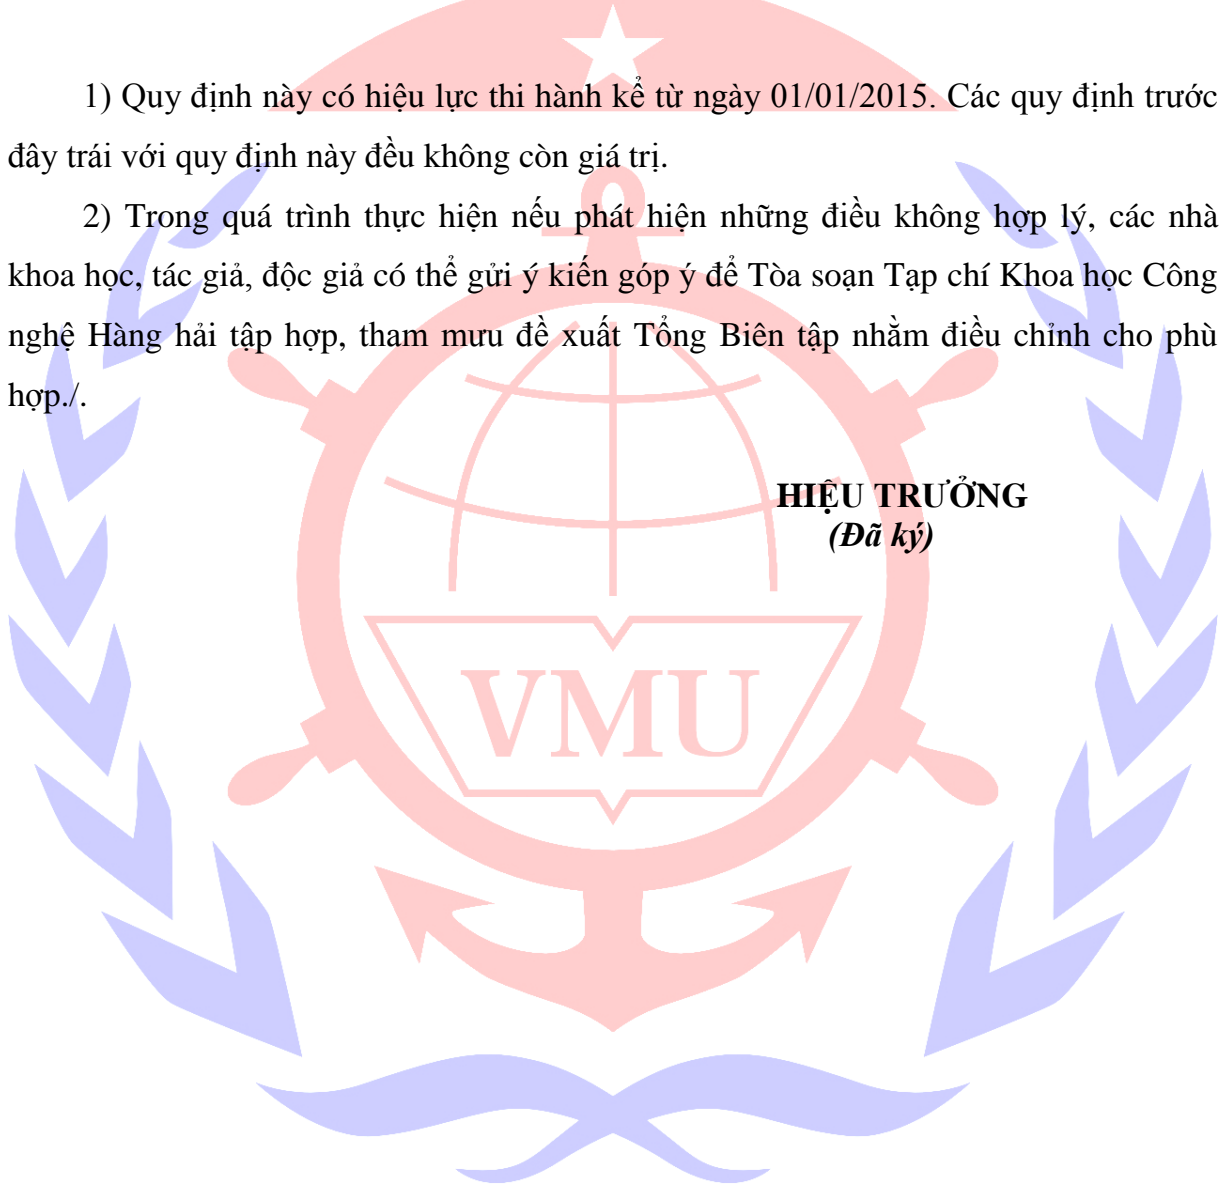 1) Quy định này có hiệu lực thi hành kể từ ngày 01/01/2015. Các quy định trước
đây trái với quy định này đều không còn giá trị.
2) Trong quá trình thực hiện nếu phát hiện những điều không hợp lý, các nhà
khoa học, tác giả, độc giả có thể gửi ý kiến góp ý để Tòa soạn Tạp chí Khoa học Công
nghệ Hàng hải tập hợp, tham mưu đề xuất Tổng Biên tập nhằm điều chỉnh cho phù
hợp./.
HIỆU TRƯỞNG
(Đã ký)
VMU